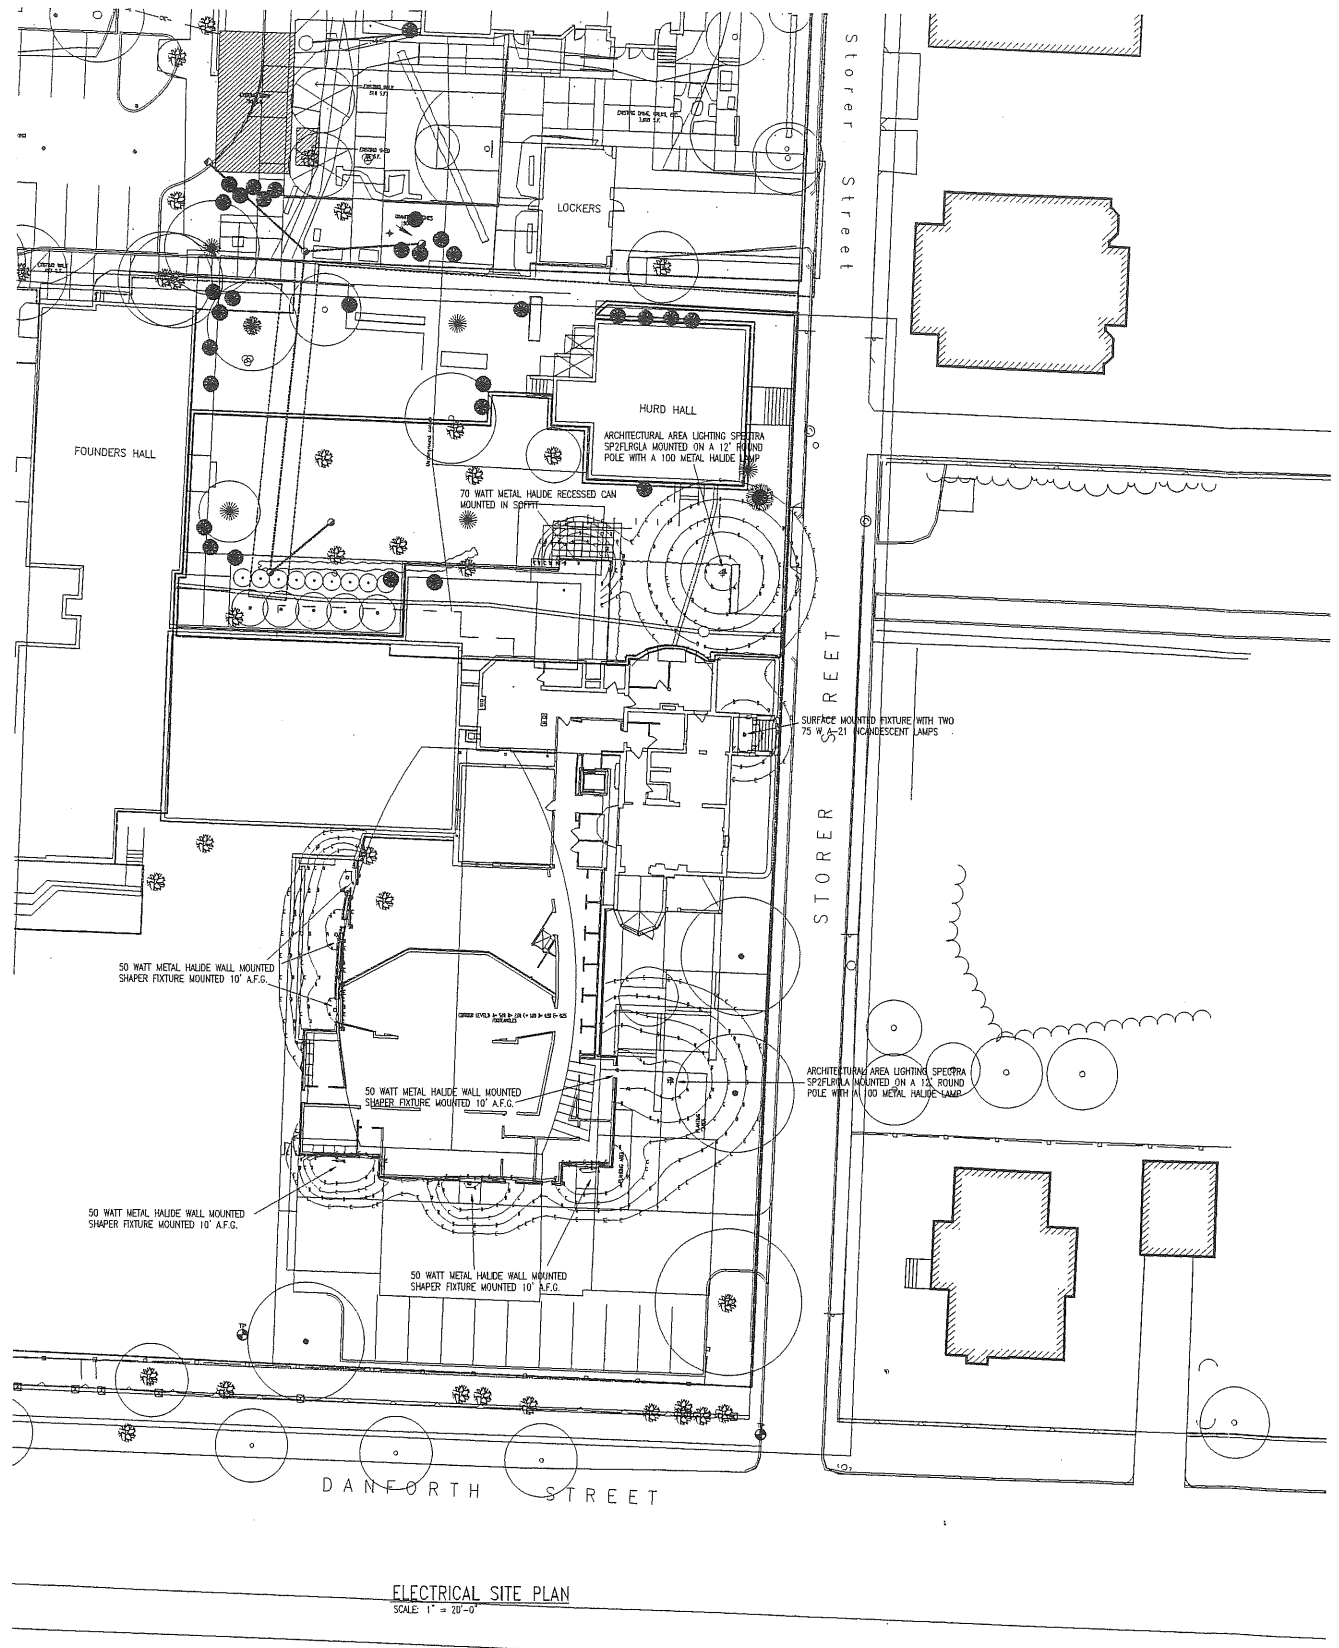 Storer Street
EXISTING WALK
EXISTING SHED
LOCKERS
FOUNDERS HALL
HURD HALL
ARCHITECTURAL AREA LIGHTING SPECTRA
SP2FLRGLA MOUNTED ON A 12' ROUND
POLE WITH A 100 METAL HALIDE LAMP
70 WATT METAL HALIDE RECESSED CAN
MOUNTED IN SOFFIT
STORER STREET
SURFACE MOUNTED FIXTURE WITH TWO
75 W A-21 INCANDESCENT LAMPS
50 WATT METAL HALIDE WALL MOUNTED
SHAPER FIXTURE MOUNTED 10' A.F.G.
50 WATT METAL HALIDE WALL MOUNTED
SHAPER FIXTURE MOUNTED 10' A.F.G.
ARCHITECTURAL AREA LIGHTING SPECTRA
SP2FLRGLA MOUNTED ON A 12' ROUND
POLE WITH A 100 METAL HALIDE LAMP
50 WATT METAL HALIDE WALL MOUNTED
SHAPER FIXTURE MOUNTED 10' A.F.G.
50 WATT METAL HALIDE WALL MOUNTED
SHAPER FIXTURE MOUNTED 10' A.F.G.
DANFORTH STREET
ELECTRICAL SITE PLAN
SCALE: 1" = 20'-0"